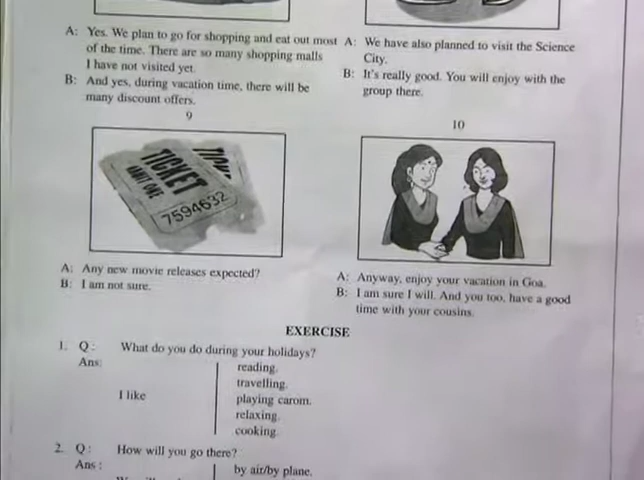 A: Yes. We plan to go for shopping and eat out most
of the time. There are so many shopping malls
I have not visited yet.
B: And yes, during vacation time, there will be
many discount offers.
A: We have also planned to visit the Science
City.
B: It's really good. You will enjoy with the
group there.
9
TICKET
ADMIT ONE
7594632
A: Any new movie releases expected?
B: I am not sure.
10
A: Anyway, enjoy your vacation in Goa.
B: I am sure I will. And you too, have a good
time with your cousins.
EXERCISE
1. Q: What do you do during your holidays?
Ans:
I like
reading.
travelling.
playing carom.
relaxing.
cooking.
2. Q: How will you go there?
Ans: by air/by plane.